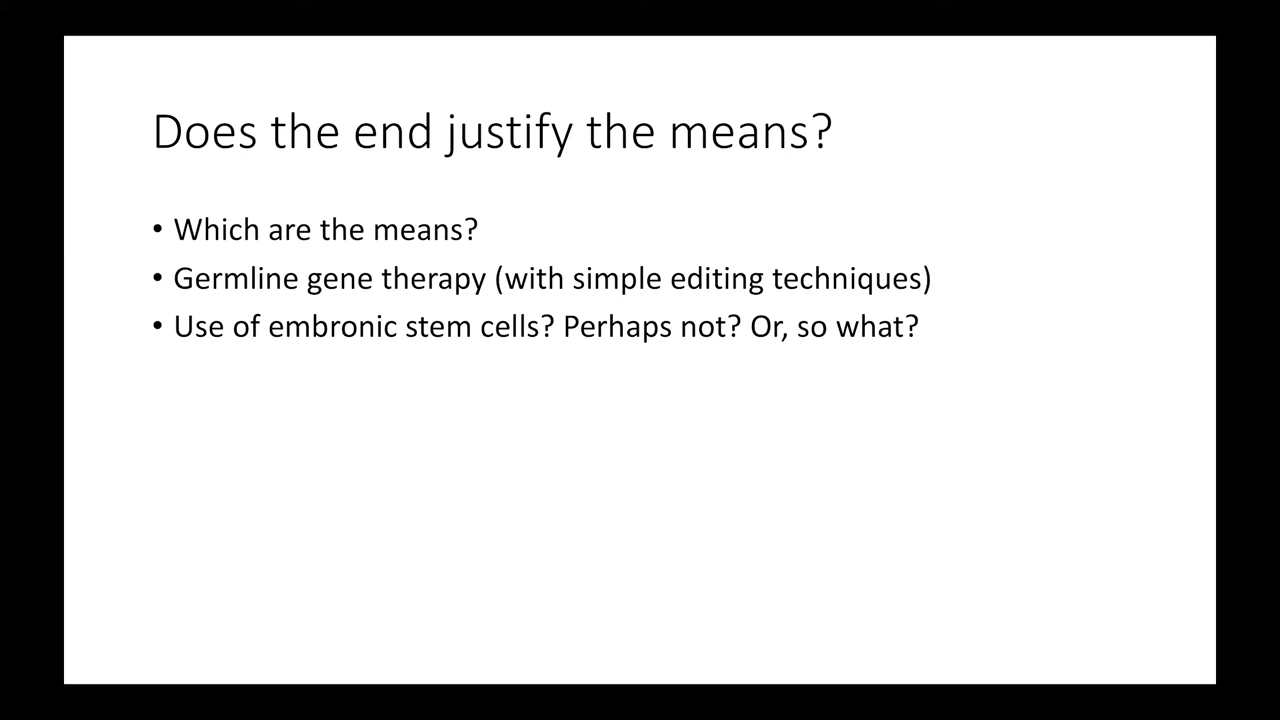 Does the end justify the means?
• Which are the means?
• Germline gene therapy (with simple editing techniques)
• Use of embronic stem cells? Perhaps not? Or, so what?